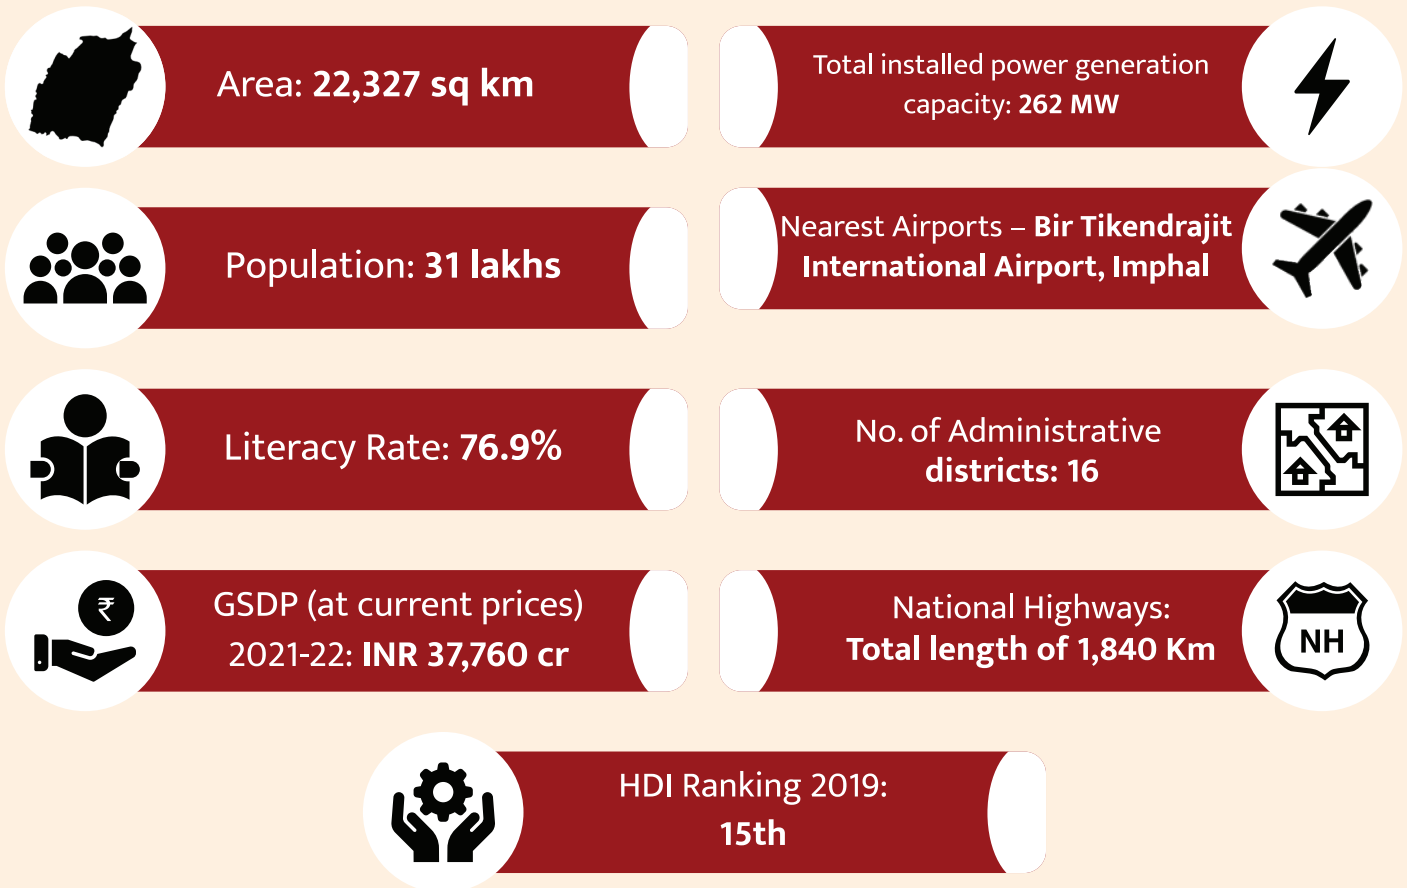 Area: 22,327 sq km
Total installed power generation
capacity: 262 MW
Population: 31 lakhs
Nearest Airports – Bir Tikendrajit
International Airport, Imphal
Literacy Rate: 76.9%
No. of Administrative
districts: 16
₹
GSDP (at current prices)
2021-22: INR 37,760 cr
National Highways:
Total length of 1,840 Km
NH
HDI Ranking 2019:
15th